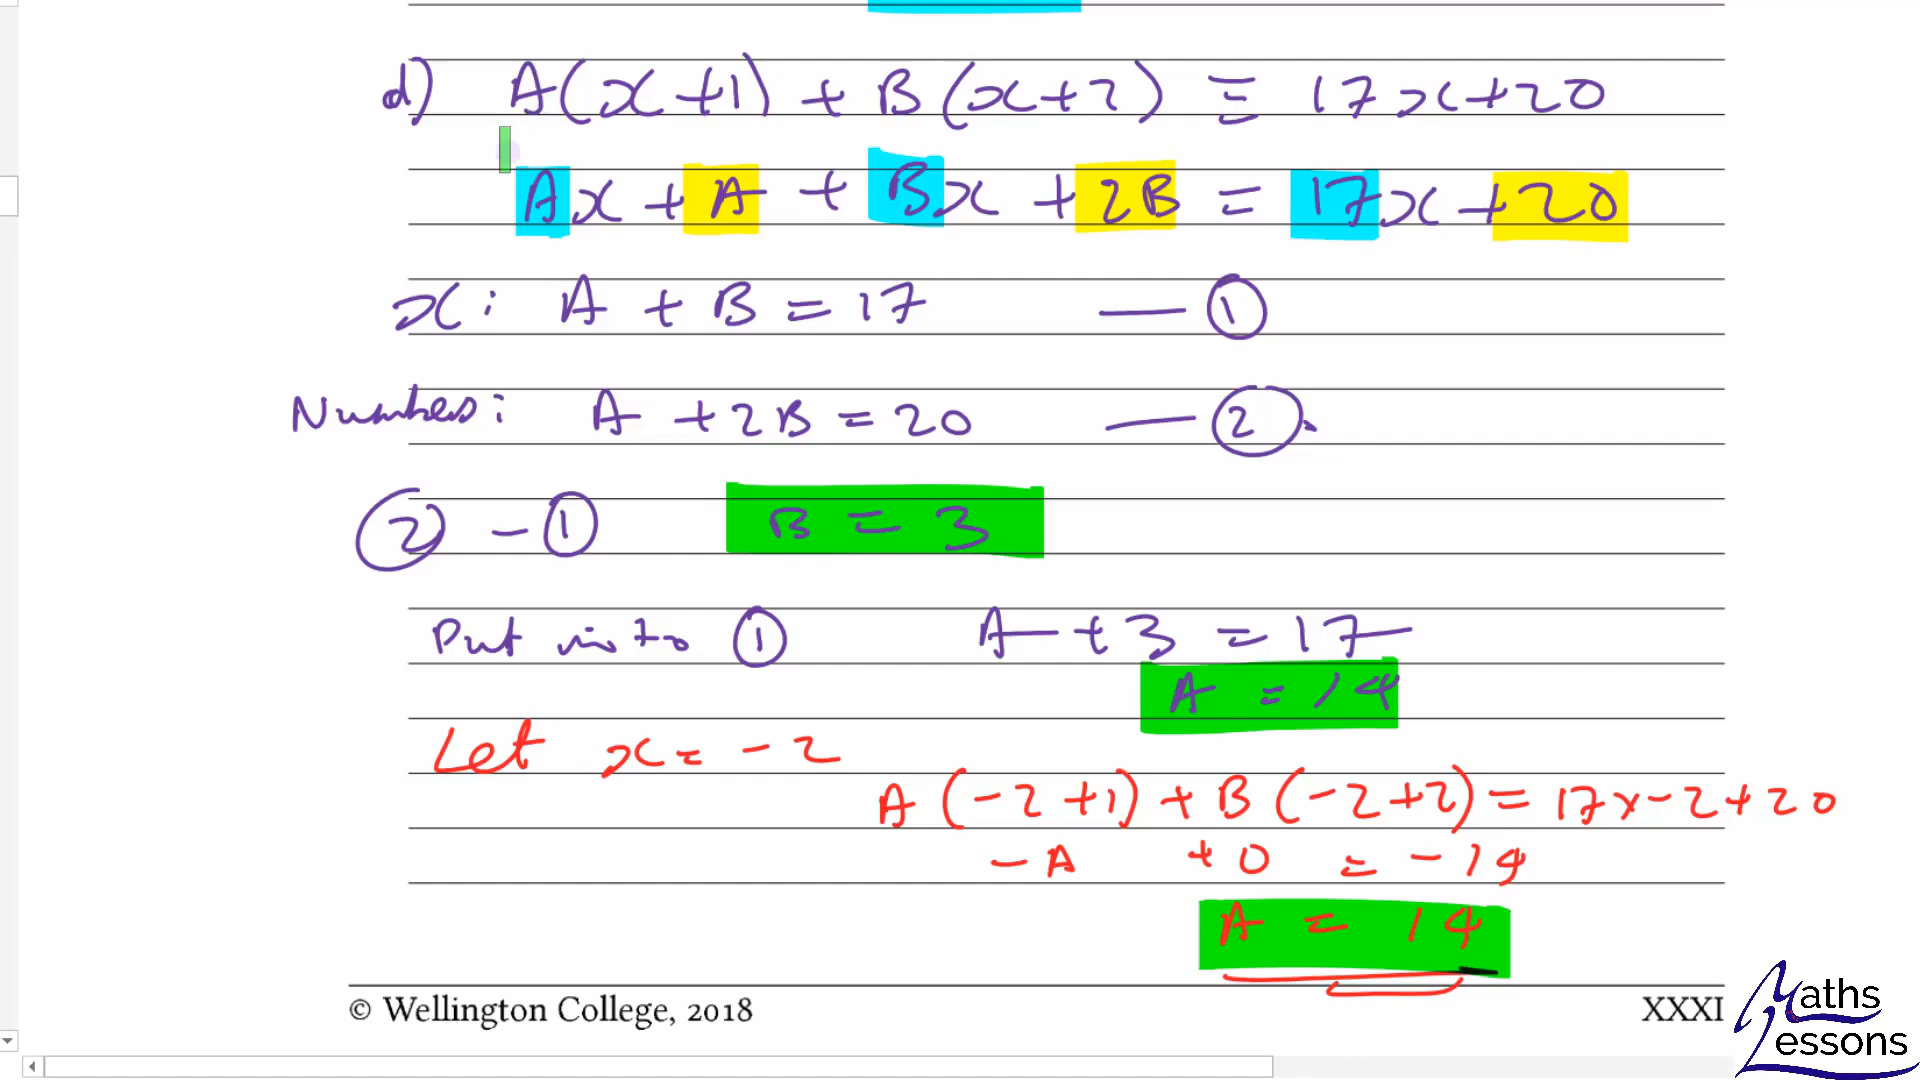 d) A(x+1) + B(x+2) ≡ 17x+20
Ax + A + Bx + 2B = 17x + 20
x: A + B = 17 — ①
Numbers: A + 2B = 20 — ②.
② - ① B = 3
Put into ① A + 3 = 17
A = 14
Let x = -2
A(-2+1) + B(-2+2) = 17x-2+20
-A + 0 = -14
A = 14
© Wellington College, 2018 XXXI
Maths
Lessons